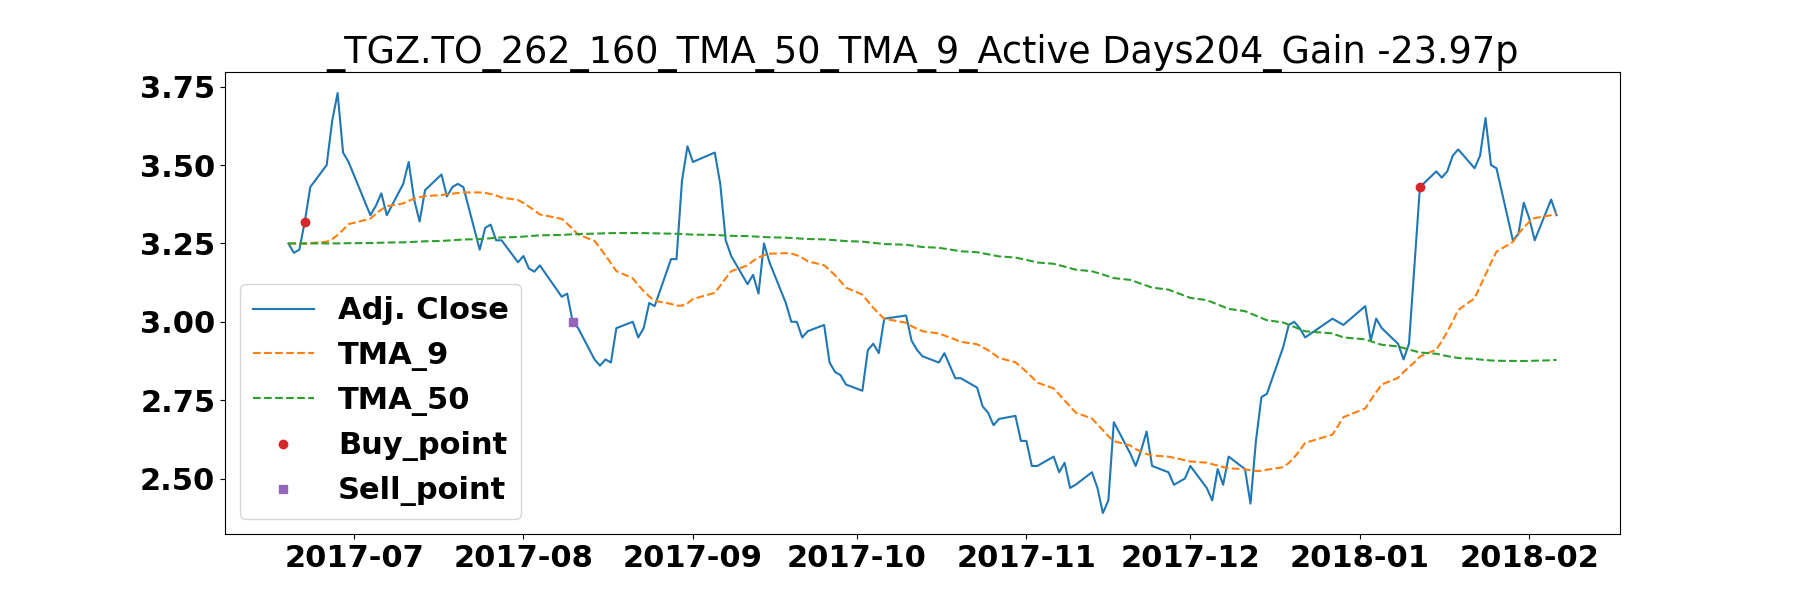 _TGZ.TO_262_160_TMA_50_TMA_9_Active Days204_Gain -23.97p
3.75
3.50
3.25
3.00
2.75
2.50
Adj. Close
TMA_9
TMA_50
Buy_point
Sell_point
2017-07 2017-08 2017-09 2017-10 2017-11 2017-12 2018-01 2018-02